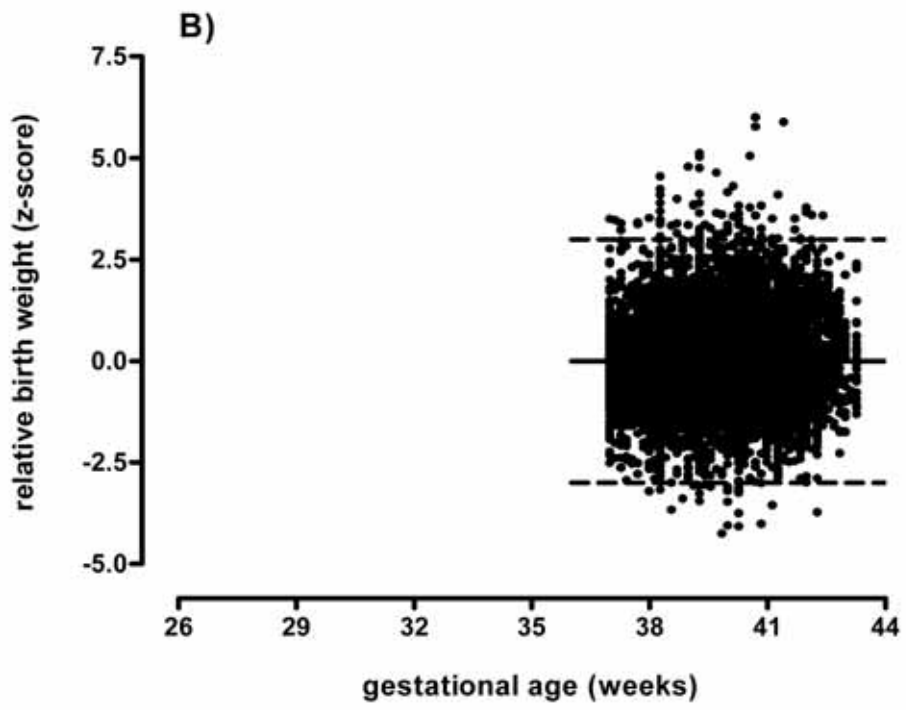 B)
7.5
5.0
2.5
0.0
-2.5
-5.0
relative birth weight (z-score)
26 29 32 35 38 41 44
gestational age (weeks)